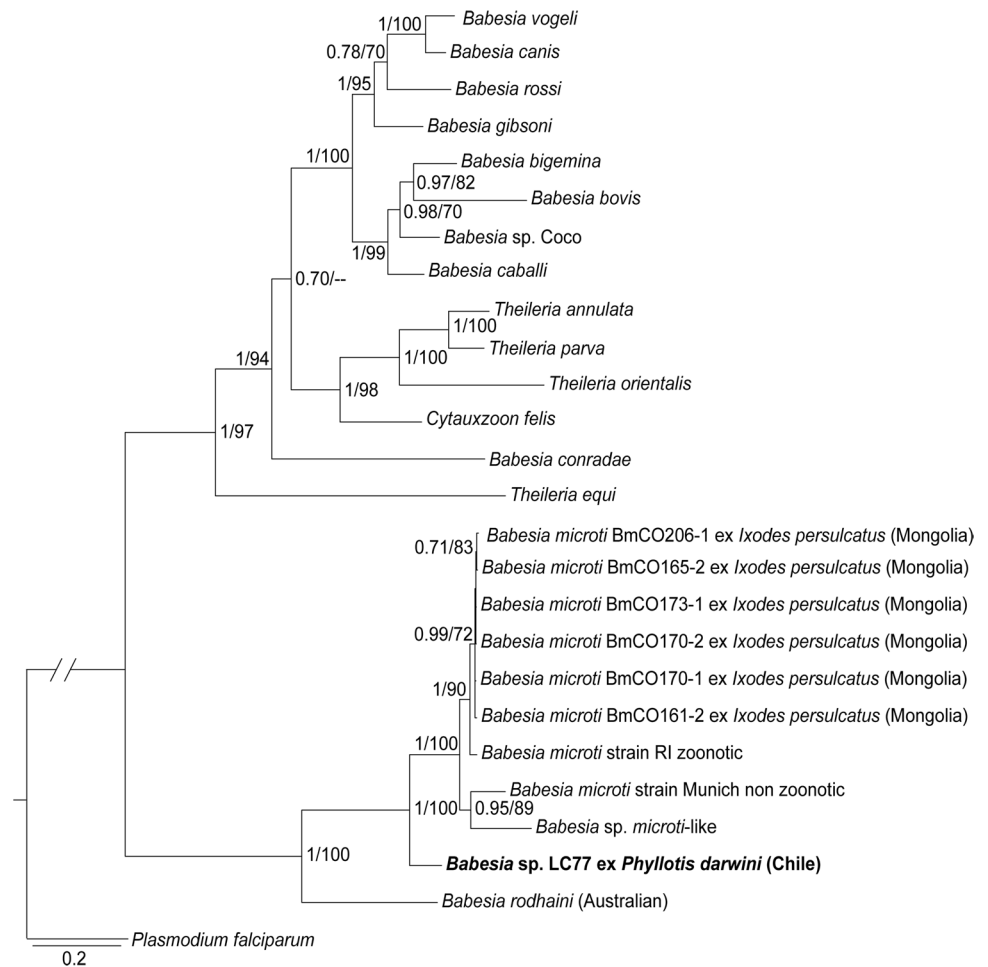 Babesia vogeli
1/100
Babesia canis
0.78/70
Babesia rossi
1/95
Babesia gibsoni
1/100
Babesia bigemina
0.97/82
Babesia bovis
0.98/70
Babesia sp. Coco
1/99
Babesia caballi
0.70/--
Theileria annulata
1/100
Theileria parva
1/100
1/94
Theileria orientalis
1/98
Cytauxzoon felis
1/97
Babesia conradae
Theileria equi
Babesia microti BmCO206-1 ex Ixodes persulcatus (Mongolia)
0.71/83
Babesia microti BmCO165-2 ex Ixodes persulcatus (Mongolia)
Babesia microti BmCO173-1 ex Ixodes persulcatus (Mongolia)
0.99/72
Babesia microti BmCO170-2 ex Ixodes persulcatus (Mongolia)
Babesia microti BmCO170-1 ex Ixodes persulcatus (Mongolia)
1/90
Babesia microti BmCO161-2 ex Ixodes persulcatus (Mongolia)
1/100
Babesia microti strain RI zoonotic
Babesia microti strain Munich non zoonotic
1/100
0.95/89
Babesia sp. microti-like
1/100
Babesia sp. LC77 ex Phyllotis darwini (Chile)
Babesia rodhaini (Australian)
Plasmodium falciparum
0.2